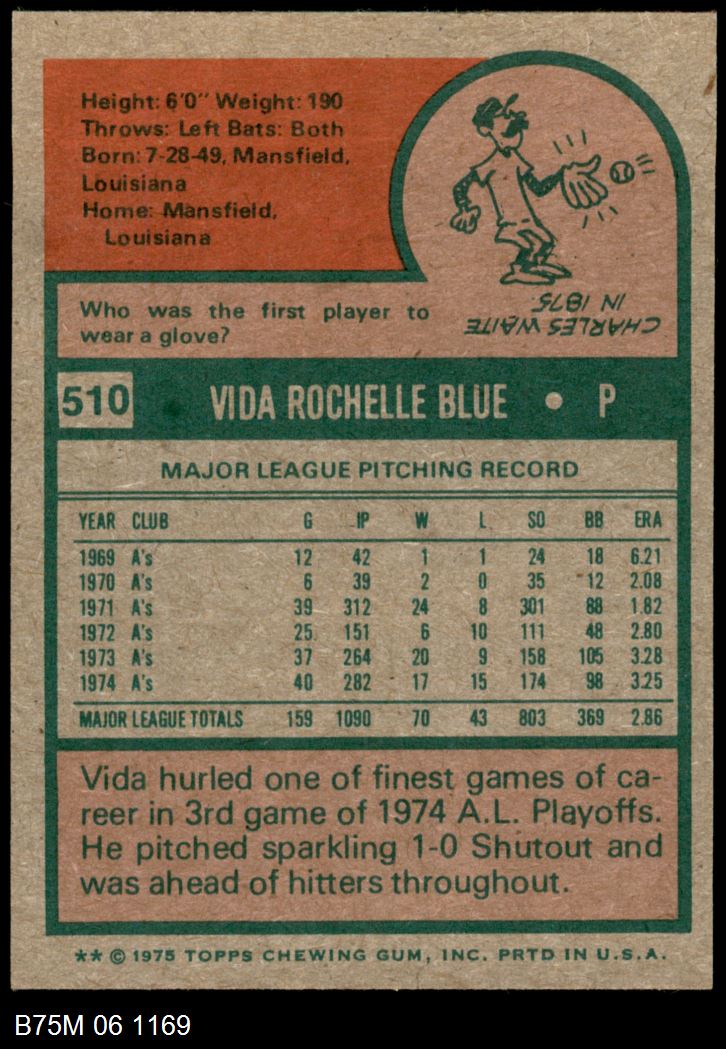 Height: 6'0" Weight: 190
Throws: Left Bats: Both
Born: 7-28-49, Mansfield,
Louisiana
Home: Mansfield,
Louisiana
Who was the first player to
wear a glove?
CHARLES WAITE
IN 1875.
510 VIDA ROCHELLE BLUE • P
MAJOR LEAGUE PITCHING RECORD
YEAR CLUB G IP W L SO BB ERA
1969 A's 12 42 1 1 24 18 6.21
1970 A's 6 39 2 0 35 12 2.08
1971 A's 39 312 24 8 301 88 1.82
1972 A's 25 151 6 10 111 48 2.80
1973 A's 37 264 20 9 158 105 3.28
1974 A's 40 282 17 15 174 98 3.25
MAJOR LEAGUE TOTALS 159 1090 70 43 803 369 2.86
Vida hurled one of finest games of ca-
reer in 3rd game of 1974 A.L. Playoffs.
He pitched sparkling 1-0 Shutout and
was ahead of hitters throughout.
** © 1975 TOPPS CHEWING GUM, INC. PRTD IN U.S.A.
B75M 06 1169